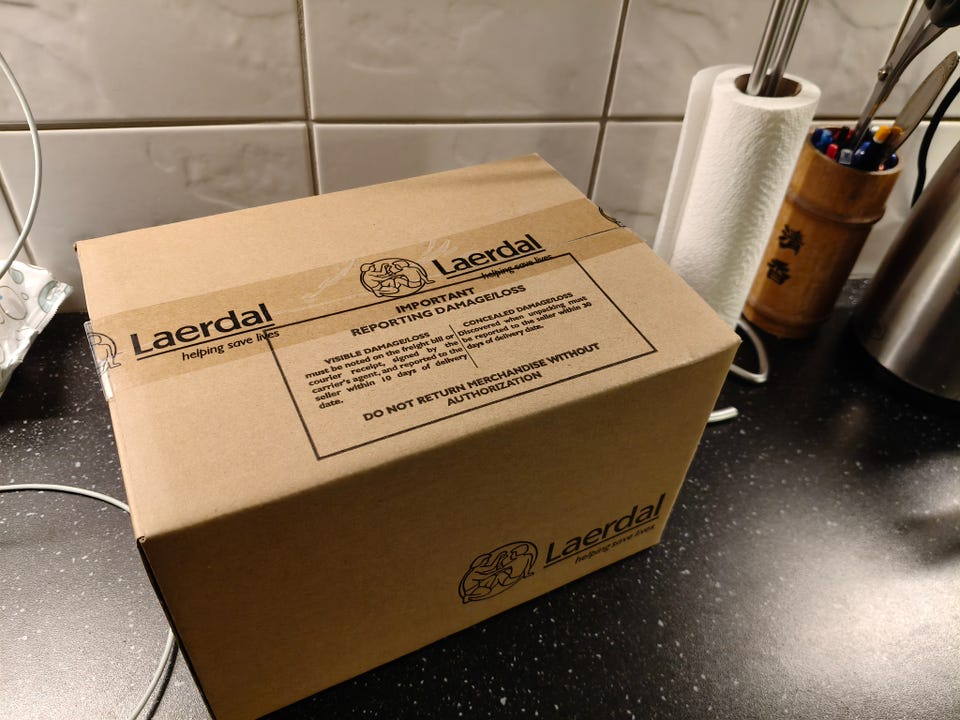 Laerdal
helping save lives
Laerdal
helping save lives
IMPORTANT
REPORTING DAMAGE/LOSS
VISIBLE DAMAGE/LOSS
must be noted on the freight bill or
courier receipt, signed by the
carrier's agent, and reported to the
seller within 10 days of delivery
date.
CONCEALED DAMAGE/LOSS
Discovered when unpacking must
be reported to the seller within 30
days of delivery date.
DO NOT RETURN MERCHANDISE WITHOUT
AUTHORIZATION
Laerdal
helping save lives
清
香